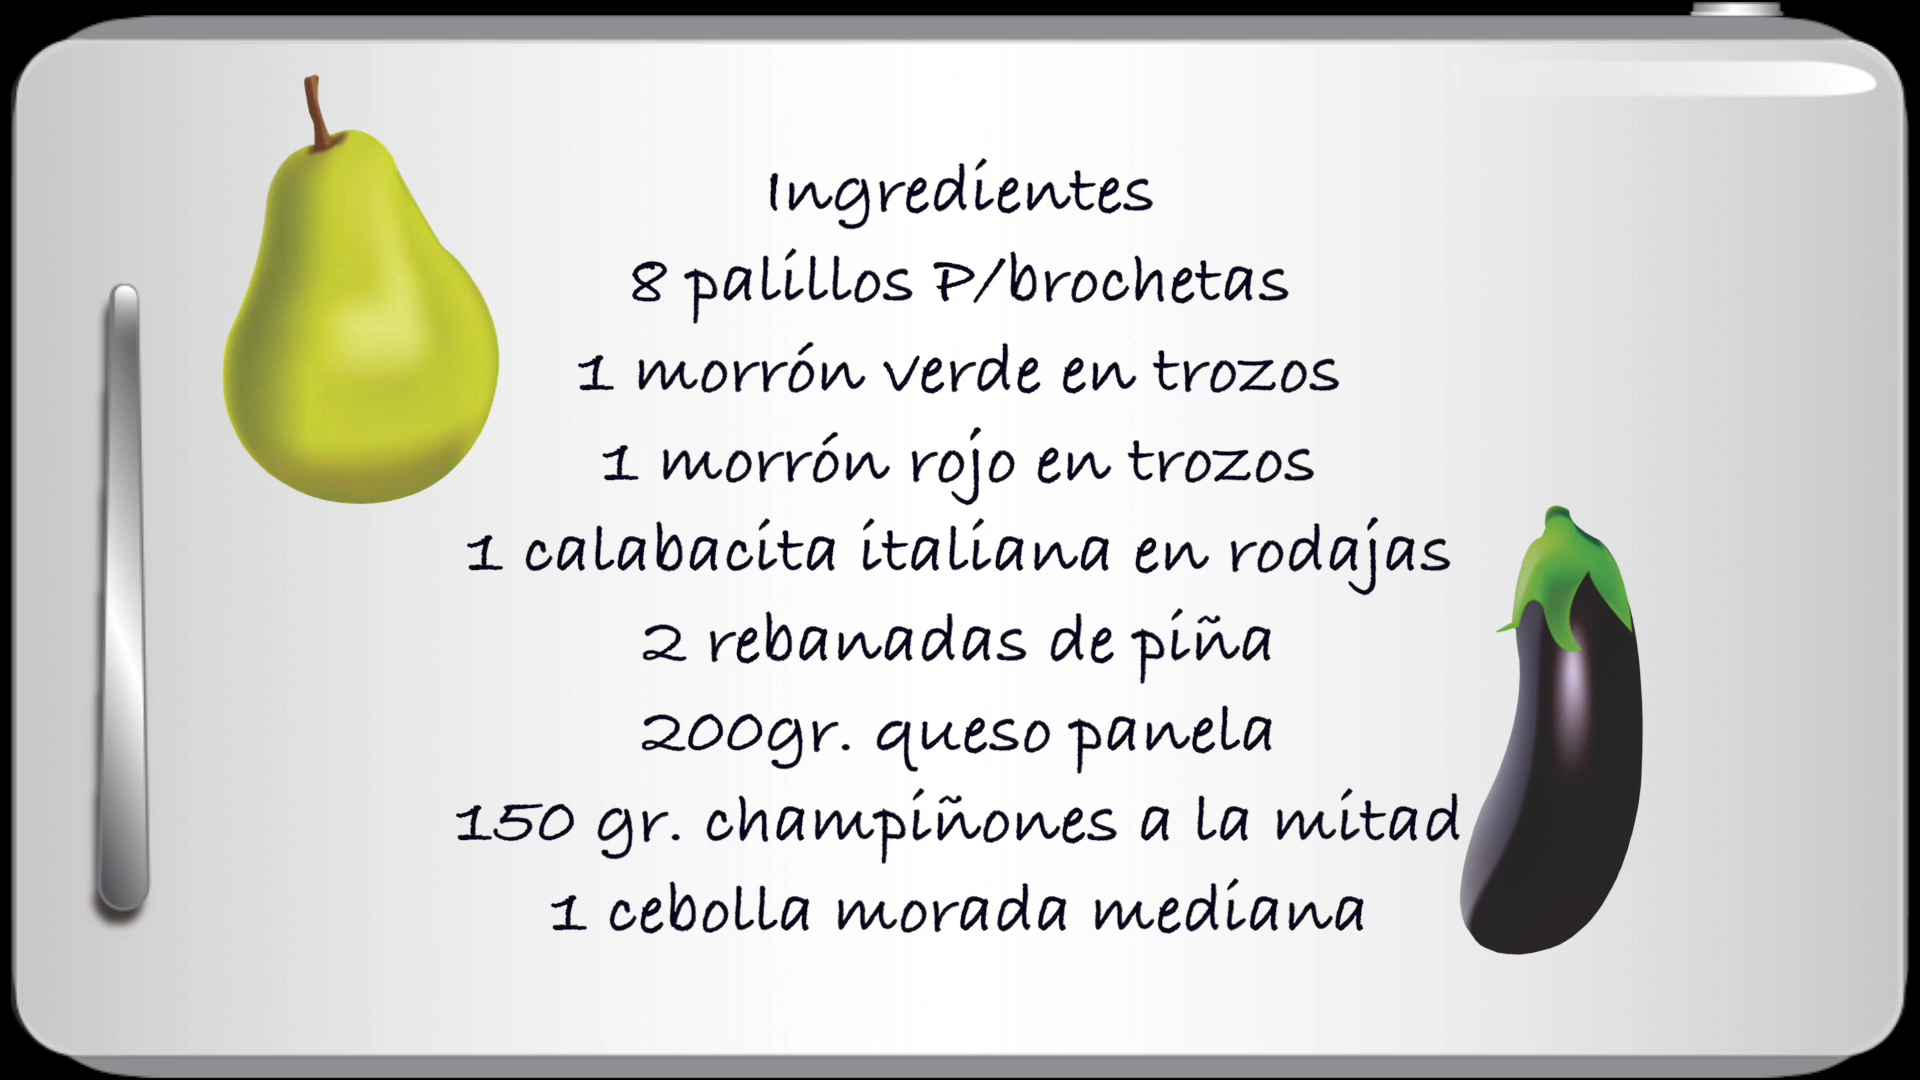 Ingredientes
8 palillos P/brochetas
1 morrón verde en trozos
1 morrón rojo en trozos
1 calabacita italiana en rodajas
2 rebanadas de piña
200gr. queso panela
150 gr. champiñones a la mitad
1 cebolla morada mediana